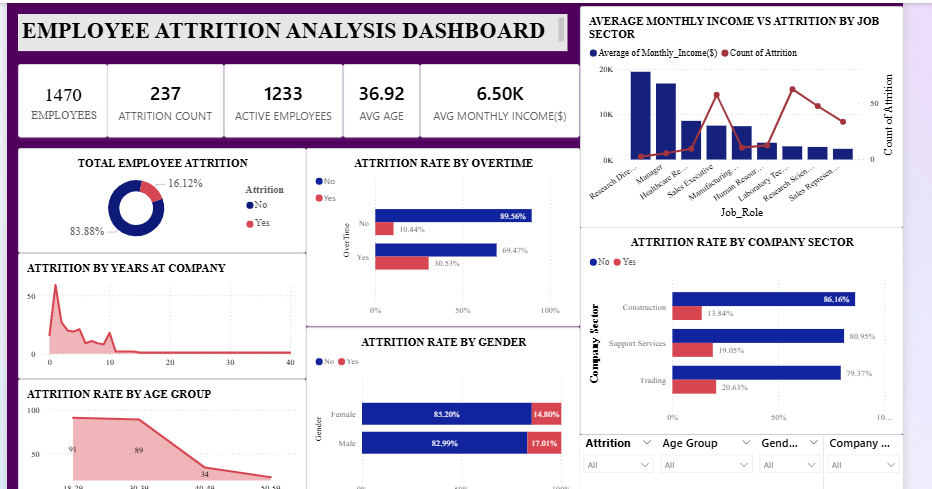 EMPLOYEE ATTRITION ANALYSIS DASHBOARD
1470
EMPLOYEES
237
ATTRITION COUNT
1233
ACTIVE EMPLOYEES
36.92
AVG AGE
6.50K
AVG MONTHLY INCOME($)
TOTAL EMPLOYEE ATTRITION
16.12%
83.88%
Attrition
No
Yes
ATTRITION BY YEARS AT COMPANY
50
0
0 10 20 30 40
ATTRITION RATE BY AGE GROUP
100
50
91
89
34
18-29 30-39 40-49 50-59
ATTRITION RATE BY OVERTIME
No
Yes
OverTime
No
89.56%
10.44%
Yes
69.47%
30.53%
0% 50% 100%
ATTRITION RATE BY GENDER
No Yes
Gender
Female
85.20%
14.80%
Male
82.99%
17.01%
0% 50% 100%
AVERAGE MONTHLY INCOME VS ATTRITION BY JOB
SECTOR
Average of Monthly_Income($) Count of Attrition
20K
10K
0K
50
0
Count of Attrition
Research Dire...
Manager
Healthcare Re...
Sales Executive
Manufacturing...
Human Resour...
Laboratory Tec...
Research Scien...
Sales Represen...
Job_Role
ATTRITION RATE BY COMPANY SECTOR
No Yes
Company Sector
Construction
86.16%
13.84%
Support Services
80.95%
19.05%
Trading
79.37%
20.63%
0% 50% 10...
Attrition
All
Age Group
All
Gend...
All
Company ...
All